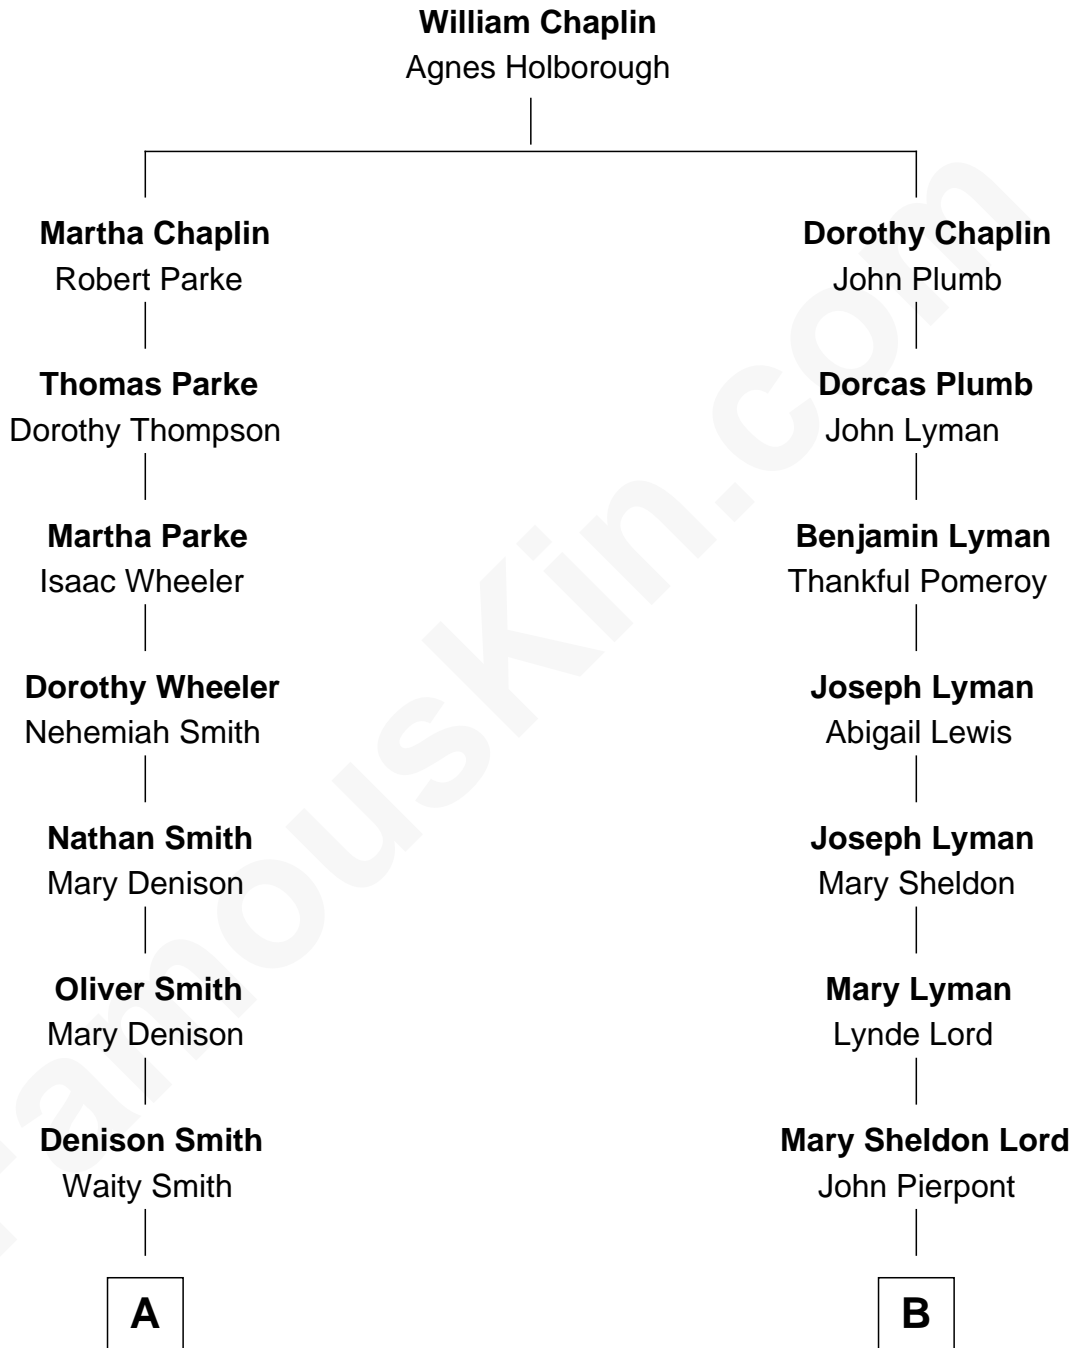 William Chaplin
Agnes Holborough
Martha Chaplin
Robert Parke
Dorothy Chaplin
John Plumb
Thomas Parke
Dorothy Thompson
Dorcas Plumb
John Lyman
Martha Parke
Isaac Wheeler
Benjamin Lyman
Thankful Pomeroy
Dorothy Wheeler
Nehemiah Smith
Joseph Lyman
Abigail Lewis
Nathan Smith
Mary Denison
Joseph Lyman
Mary Sheldon
Oliver Smith
Mary Denison
Mary Lyman
Lynde Lord
Denison Smith
Waity Smith
Mary Sheldon Lord
John Pierpont
A
B
FamousKin.com